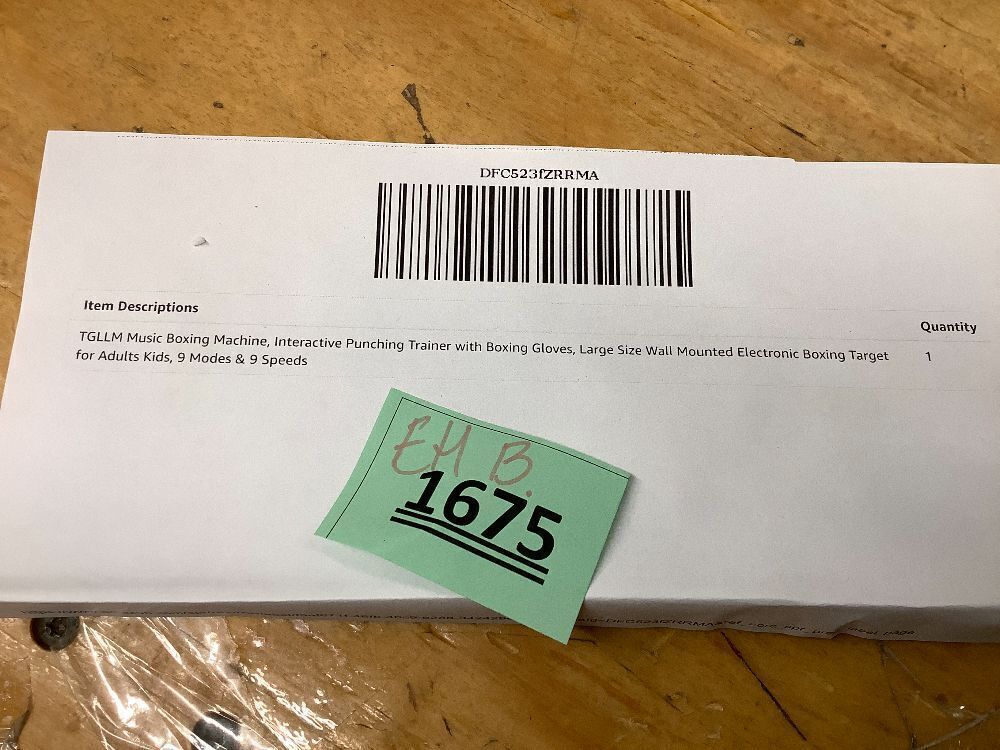 DFC523fZRRMA
Item Descriptions
Quantity
TGLLM Music Boxing Machine, Interactive Punching Trainer with Boxing Gloves, Large Size Wall Mounted Electronic Boxing Target
1
for Adults Kids, 9 Modes & 9 Speeds
EH B.
1675